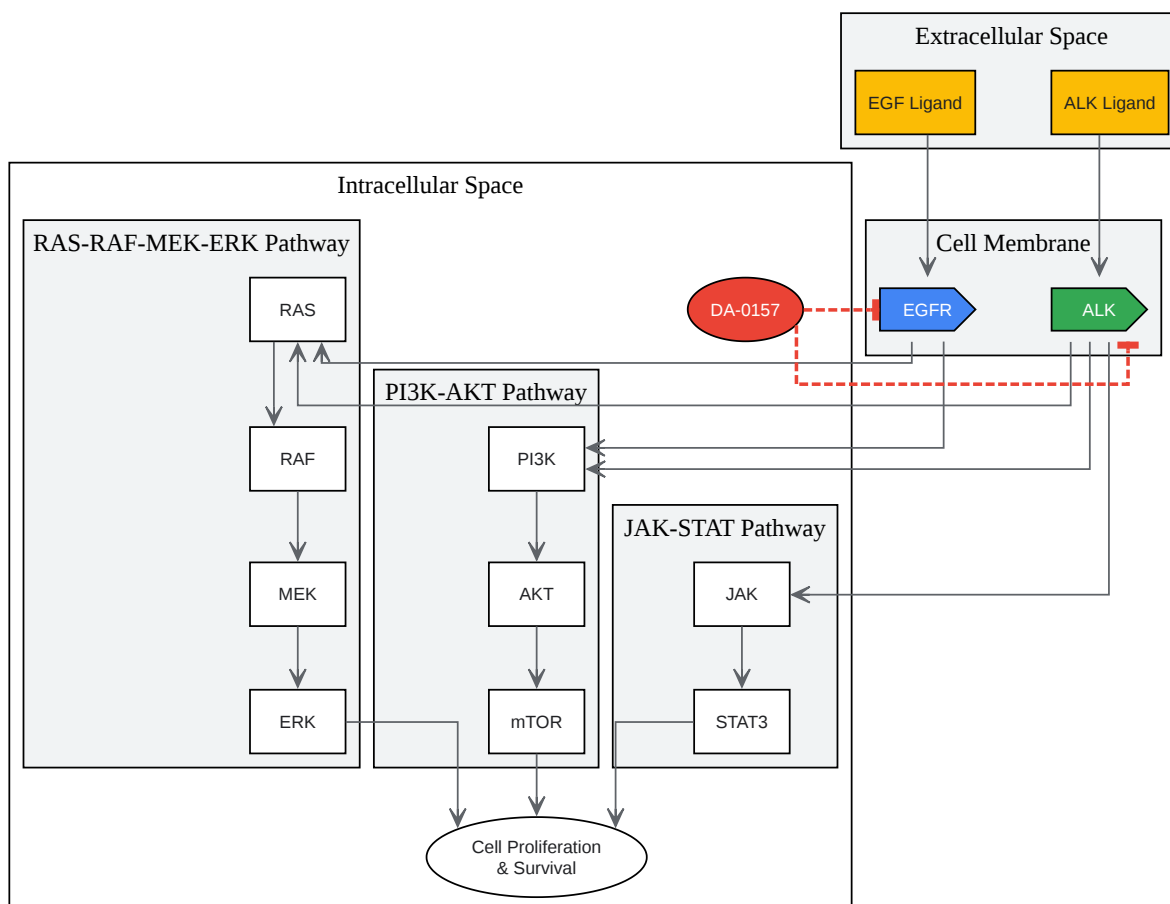 Extracellular Space
EGF Ligand
ALK Ligand
Intracellular Space
RAS-RAF-MEK-ERK Pathway
Cell Membrane
RAS
DA-0157
EGFR
ALK
PI3K-AKT Pathway
RAF
PI3K
JAK-STAT Pathway
MEK
AKT
JAK
ERK
mTOR
STAT3
Cell Proliferation
& Survival